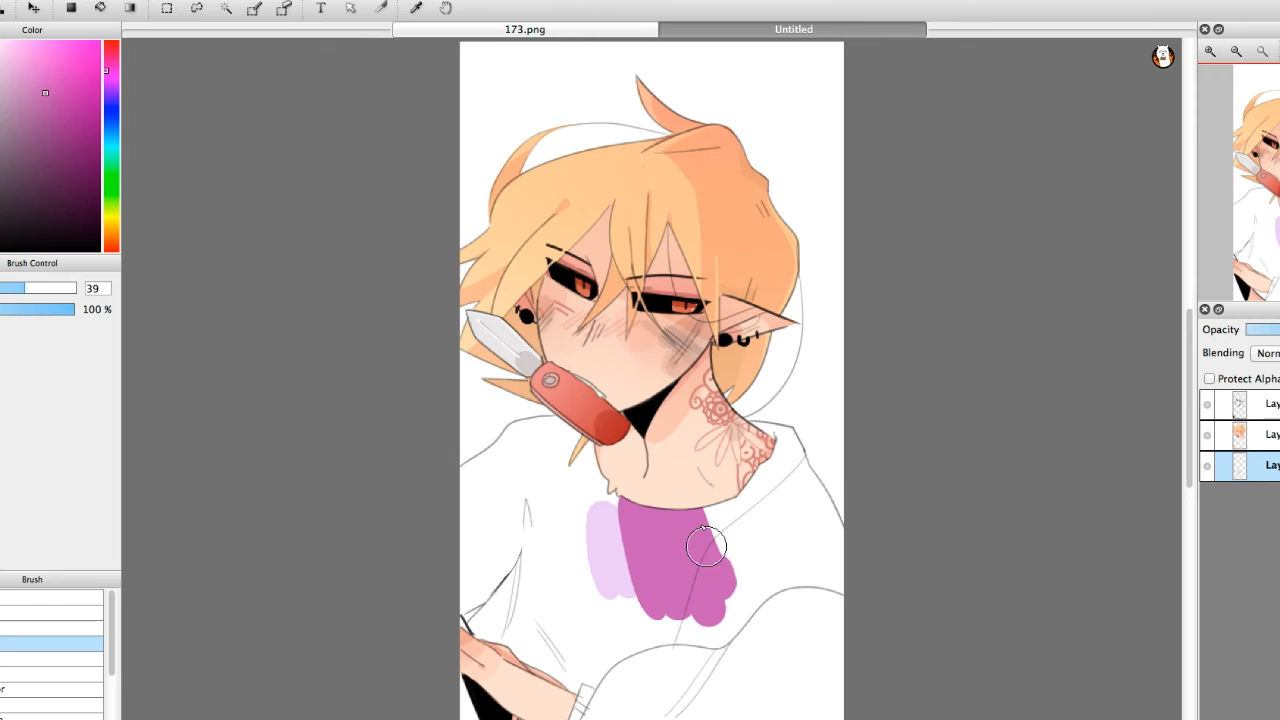 Color
173.png
Untitled
Brush Control
39
100 %
Opacity
Blending
Norm
Protect Alpha
Lay
Lay
Lay
Brush